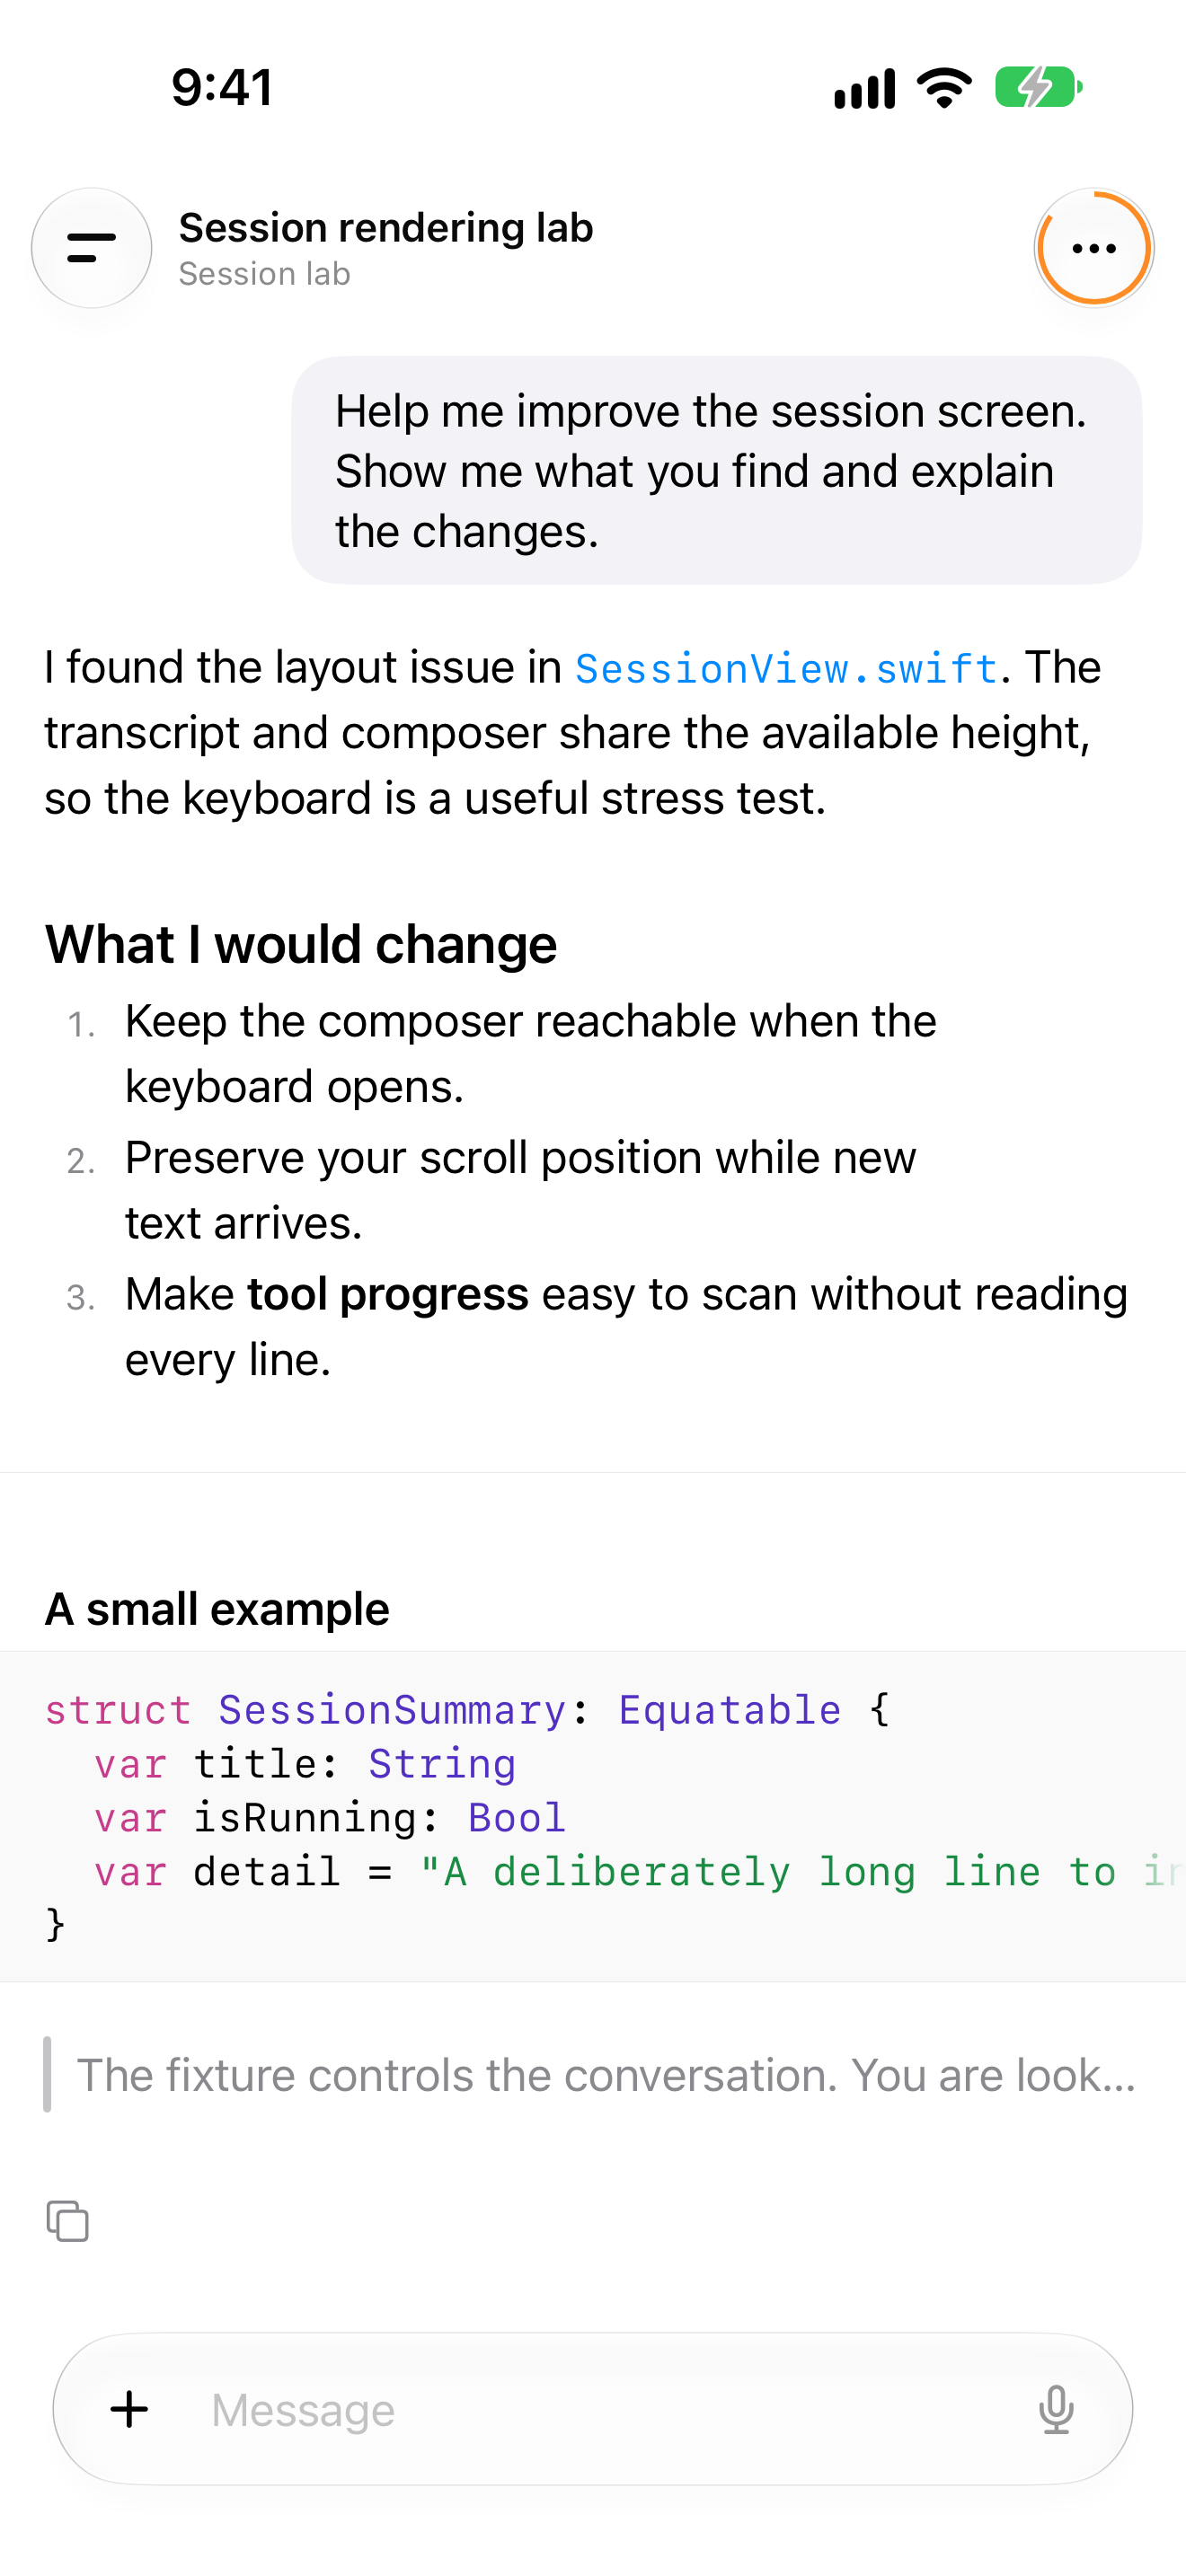 9:41
Session rendering lab
Session lab
Help me improve the session screen.
Show me what you find and explain
the changes.
I found the layout issue in SessionView.swift. The
transcript and composer share the available height,
so the keyboard is a useful stress test.
What I would change
1. Keep the composer reachable when the
keyboard opens.
2. Preserve your scroll position while new
text arrives.
3. Make tool progress easy to scan without reading
every line.
A small example
struct SessionSummary: Equatable {
  var title: String
  var isRunning: Bool
  var detail = "A deliberately long line to
}
The fixture controls the conversation. You are look...
Message